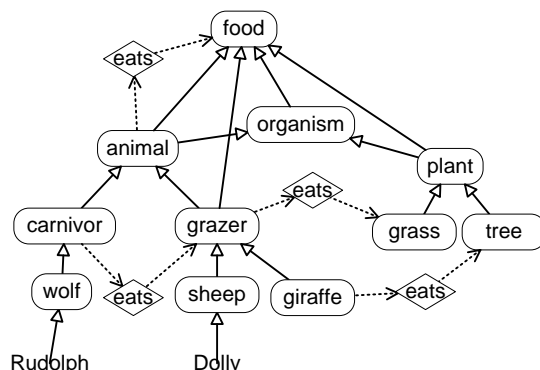 food
eats
organism
animal
plant
eats
carnivor
grazer
grass
tree
wolf
eats
sheep
giraffe
eats
Rudolph
Dolly